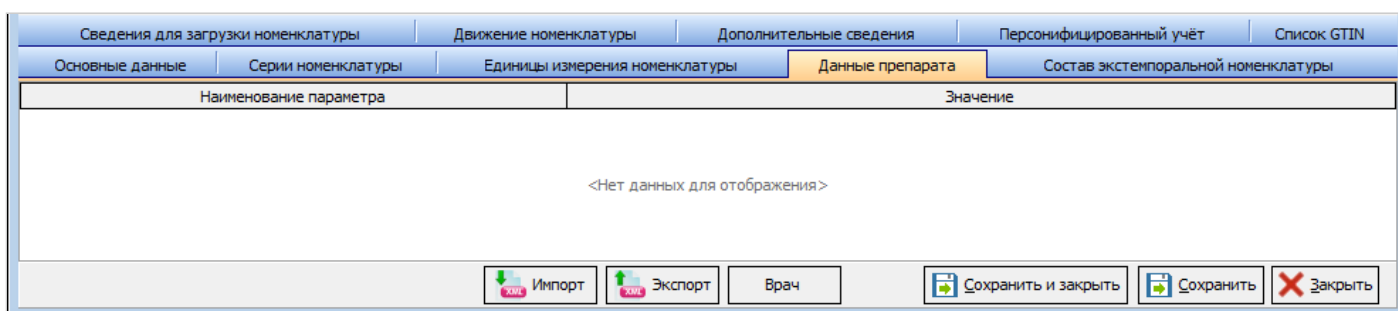 Сведения для загрузки номенклатуры Движение номенклатуры Дополнительные сведения Персонифицированный учёт Список GTIN
Основные данные Серии номенклатуры Единицы измерения номенклатуры Данные препарата Состав экстемпоральной номенклатуры
Наименование параметра Значение
<Нет данных для отображения>
XML Импорт XML Экспорт Врач Сохранить и закрыть Сохранить Закрыть